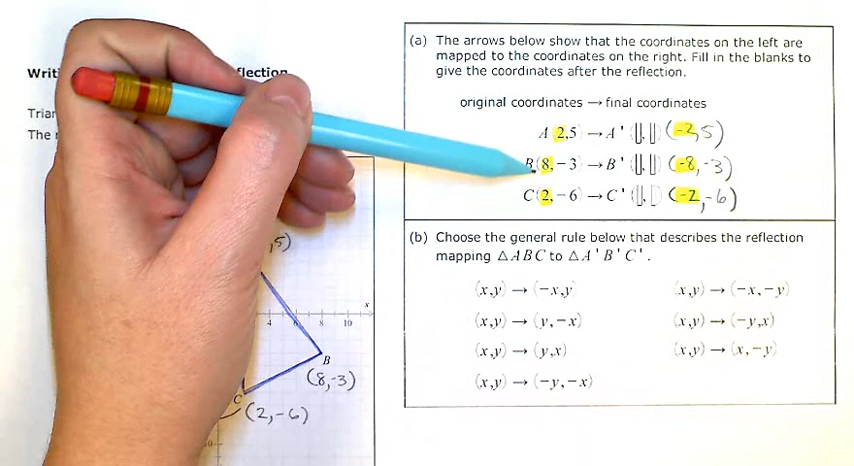 Writ
flection
Trian
The
(a) The arrows below show that the coordinates on the left are
mapped to the coordinates on the right. Fill in the blanks to
give the coordinates after the reflection.
original coordinates → final coordinates
A(2,5) → A' (▯,▯) (-2,5)
B(8,−3) → B' (▯,▯) (-8,-3)
C(2,−6) → C' (▯,▯) (-2,-6)
,5)
x
4 6 8 10
B
(8,-3)
C
(2,-6)
(b) Choose the general rule below that describes the reflection
mapping △ABC to △A'B'C'.
(x,y) → (−x,y) (x,y) → (−x,−y)
(x,y) → (y,−x) (x,y) → (−y,x)
(x,y) → (y,x) (x,y) → (x,−y)
(x,y) → (−y,−x)